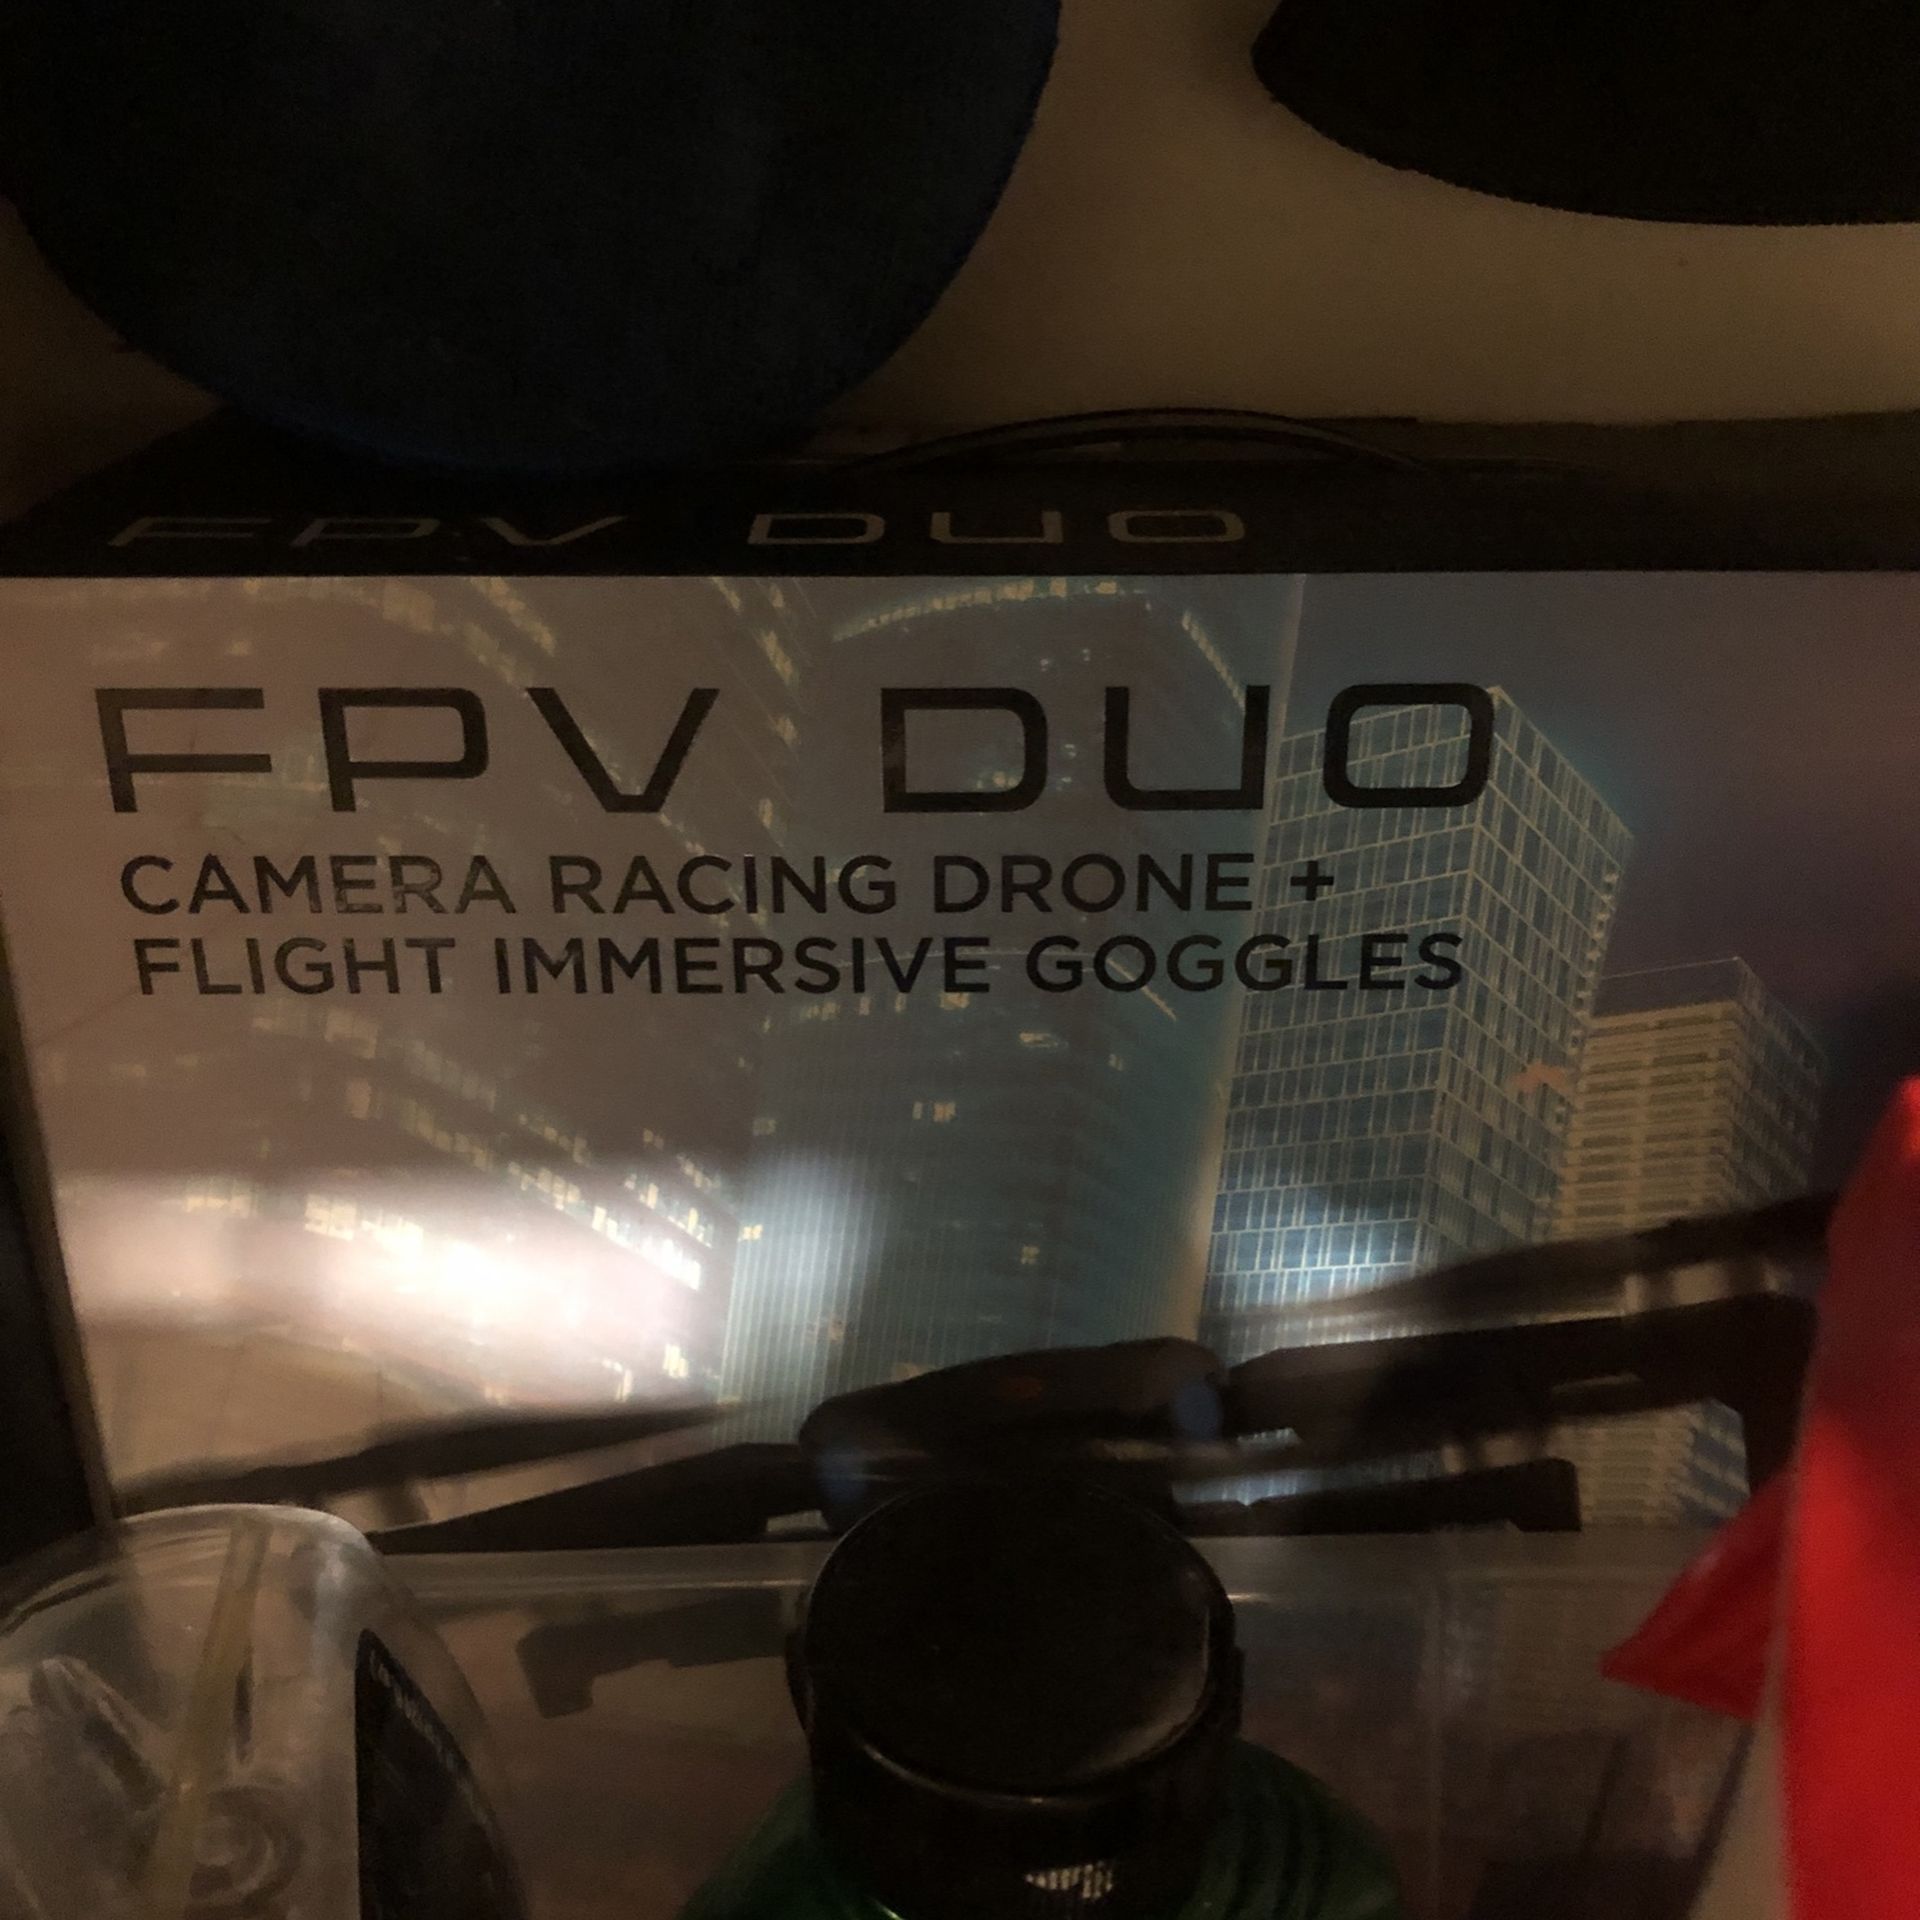 FPV DUO
FPV DUO
CAMERA RACING DRONE +
FLIGHT IMMERSIVE GOGGLES